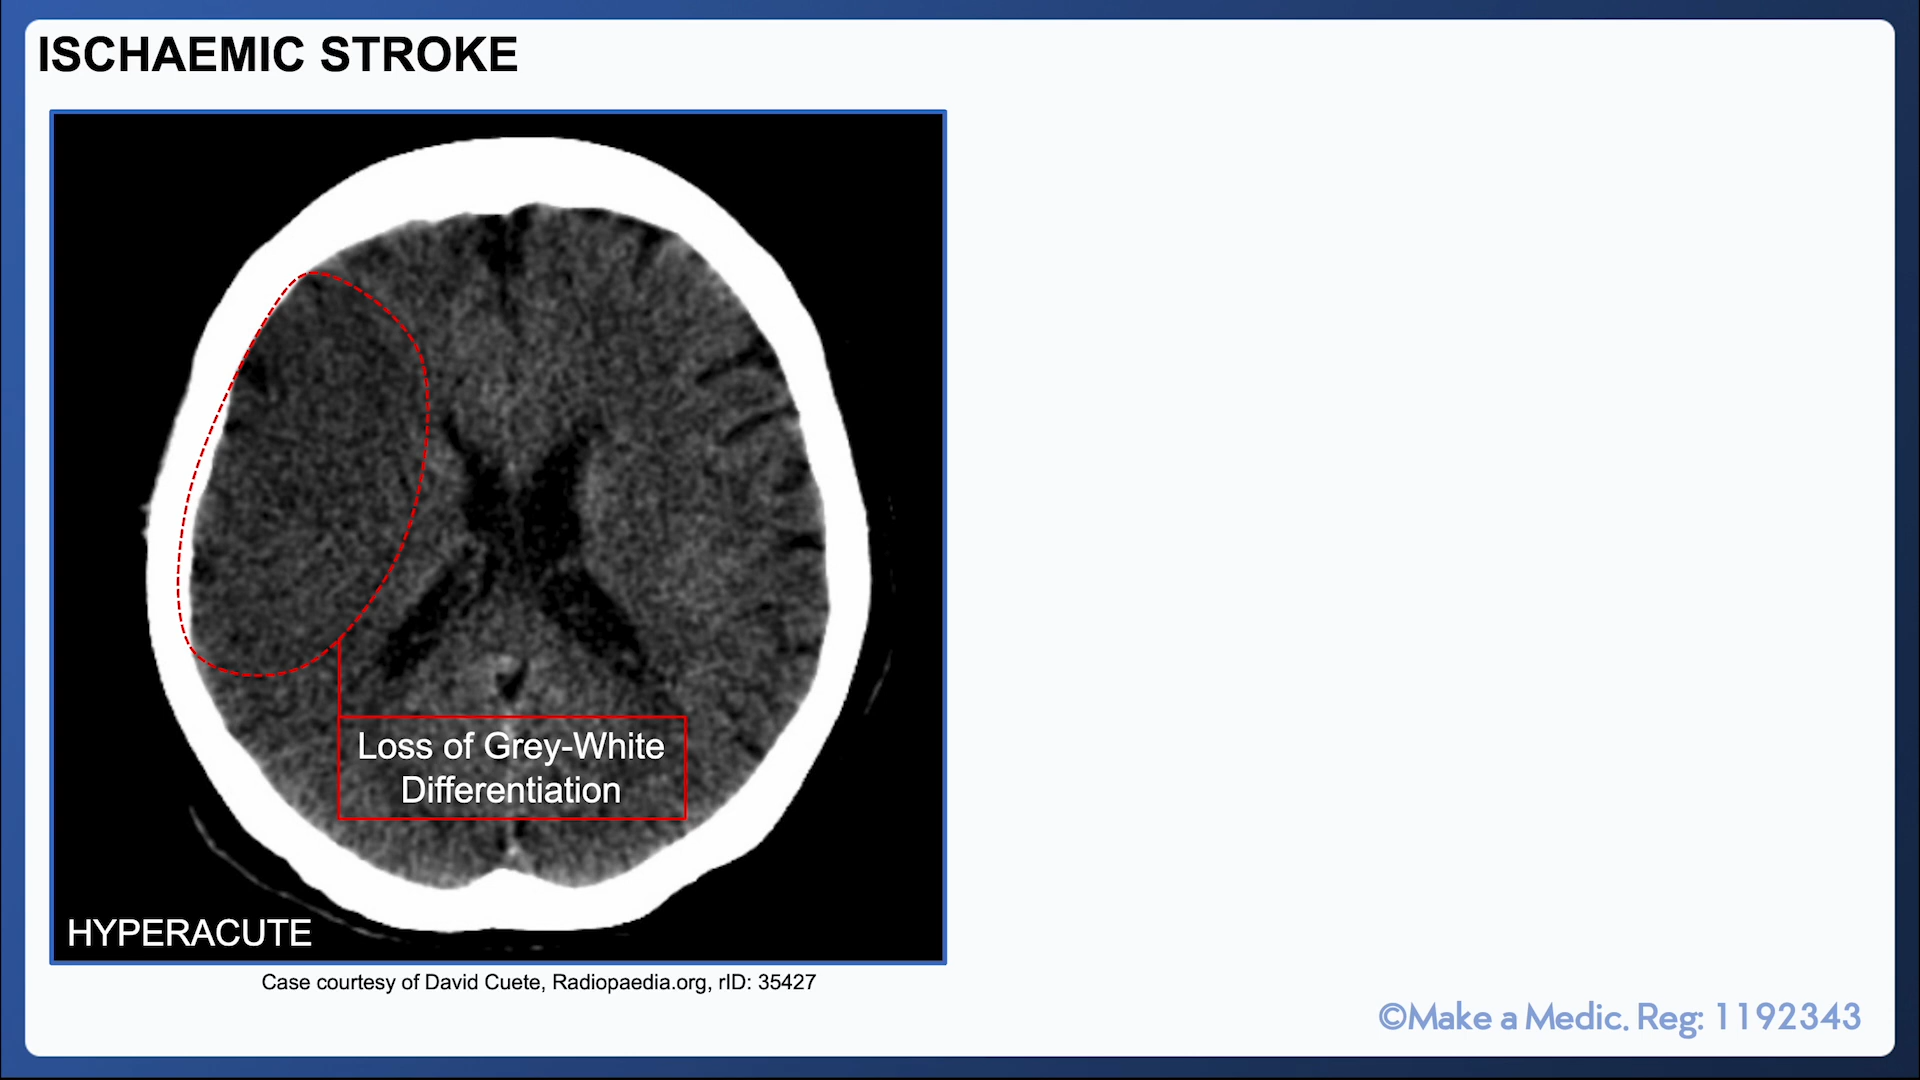 ISCHAEMIC STROKE
Loss of Grey-White
Differentiation
HYPERACUTE
Case courtesy of David Cuete, Radiopaedia.org, rID: 35427
©Make a Medic. Reg: 1192343